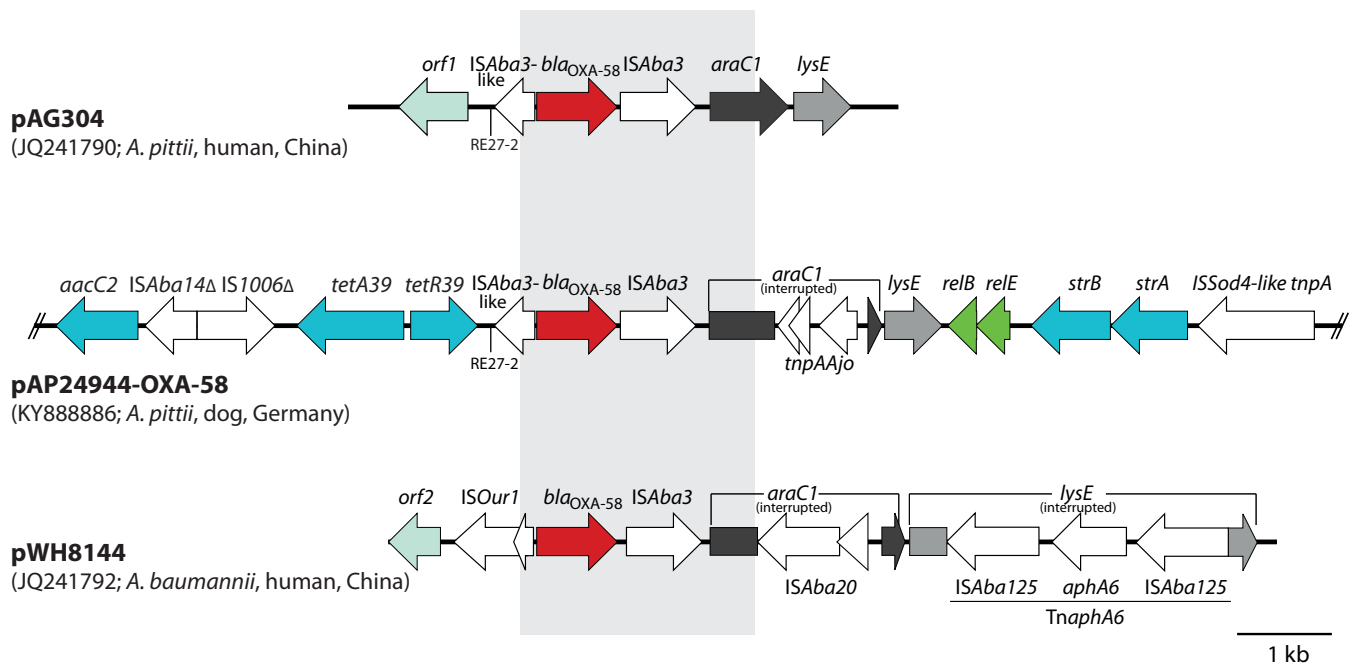 orf1 ISAba3- blaOXA-58 ISAba3 araC1 lysE
like
pAG304
RE27-2
(JQ241790; A. pittii, human, China)
aacC2 ISAba14Δ IS1006Δ tetA39 tetR39 ISAba3- blaOXA-58 ISAba3 araC1 lysE relB relE strB strA ISSod4-like tnpA
like (interrupted)
RE27-2 tnpAAjo
pAP24944-OXA-58
(KY888886; A. pittii, dog, Germany)
orf2 ISOur1 blaOXA-58 ISAba3 araC1 lysE
(interrupted) (interrupted)
pWH8144
(JQ241792; A. baumannii, human, China)
ISAba20 ISAba125 aphA6 ISAba125
TnaphA6
1 kb